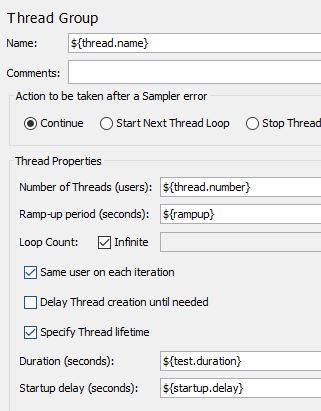 Thread Group
Name: ${thread.name}
Comments:
Action to be taken after a Sampler error
Continue Start Next Thread Loop Stop Thread
Thread Properties
Number of Threads (users): ${thread.number}
Ramp-up period (seconds): ${rampup}
Loop Count: Infinite
Same user on each iteration
Delay Thread creation until needed
Specify Thread lifetime
Duration (seconds): ${test.duration}
Startup delay (seconds): ${startup.delay}